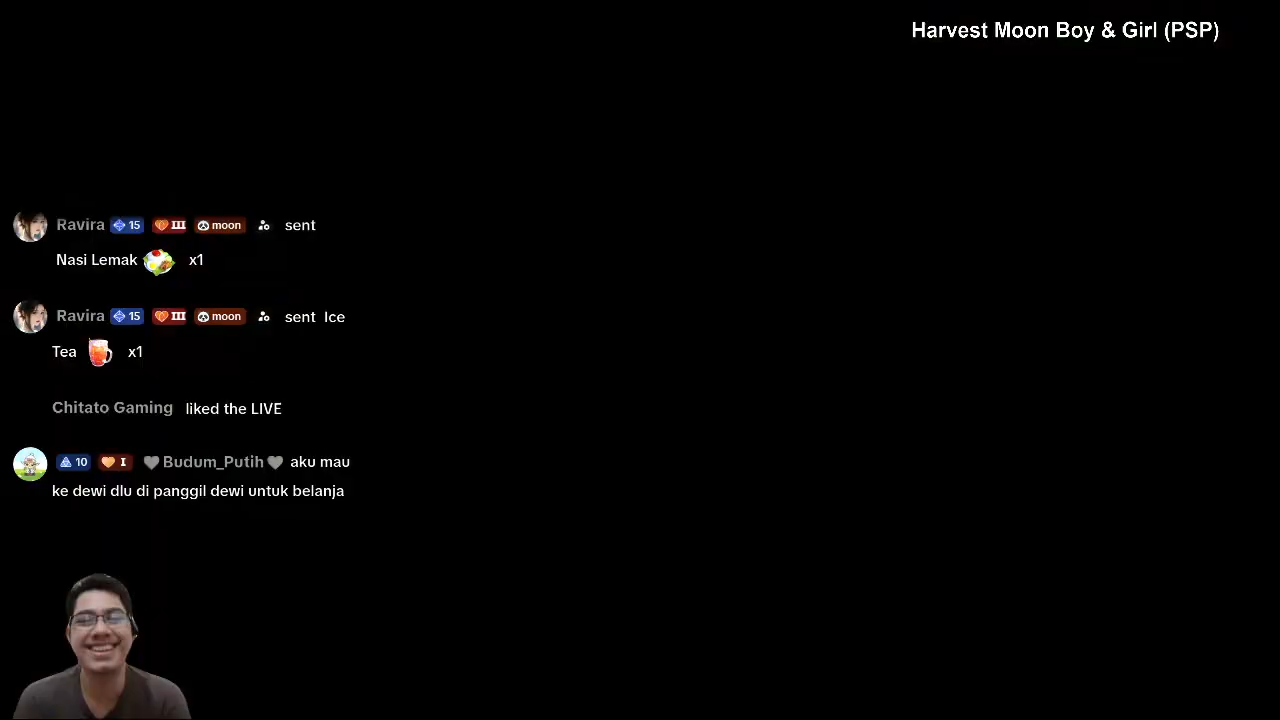 Harvest Moon Boy & Girl (PSP)
Ravira 15 III moon sent
Nasi Lemak x1
Ravira 15 III moon sent Ice
Tea x1
Chitato Gaming liked the LIVE
10 I 🩶Budum_Putih🩶 aku mau
ke dewi dlu di panggil dewi untuk belanja